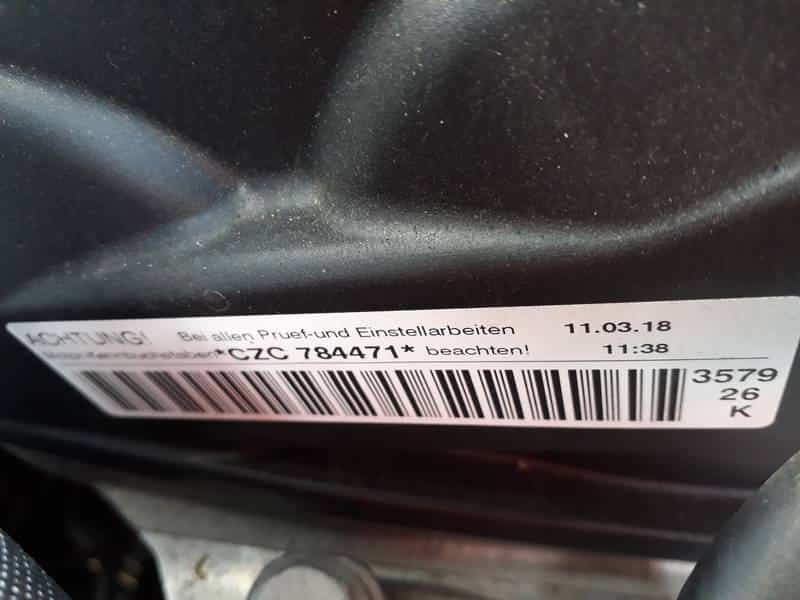 ACHTUNG! Bei allen Pruef-und Einstellarbeiten 11.03.18
Motor-Kennbuchstaben *CZC 784471* beachten! 11:38
3579
26
K